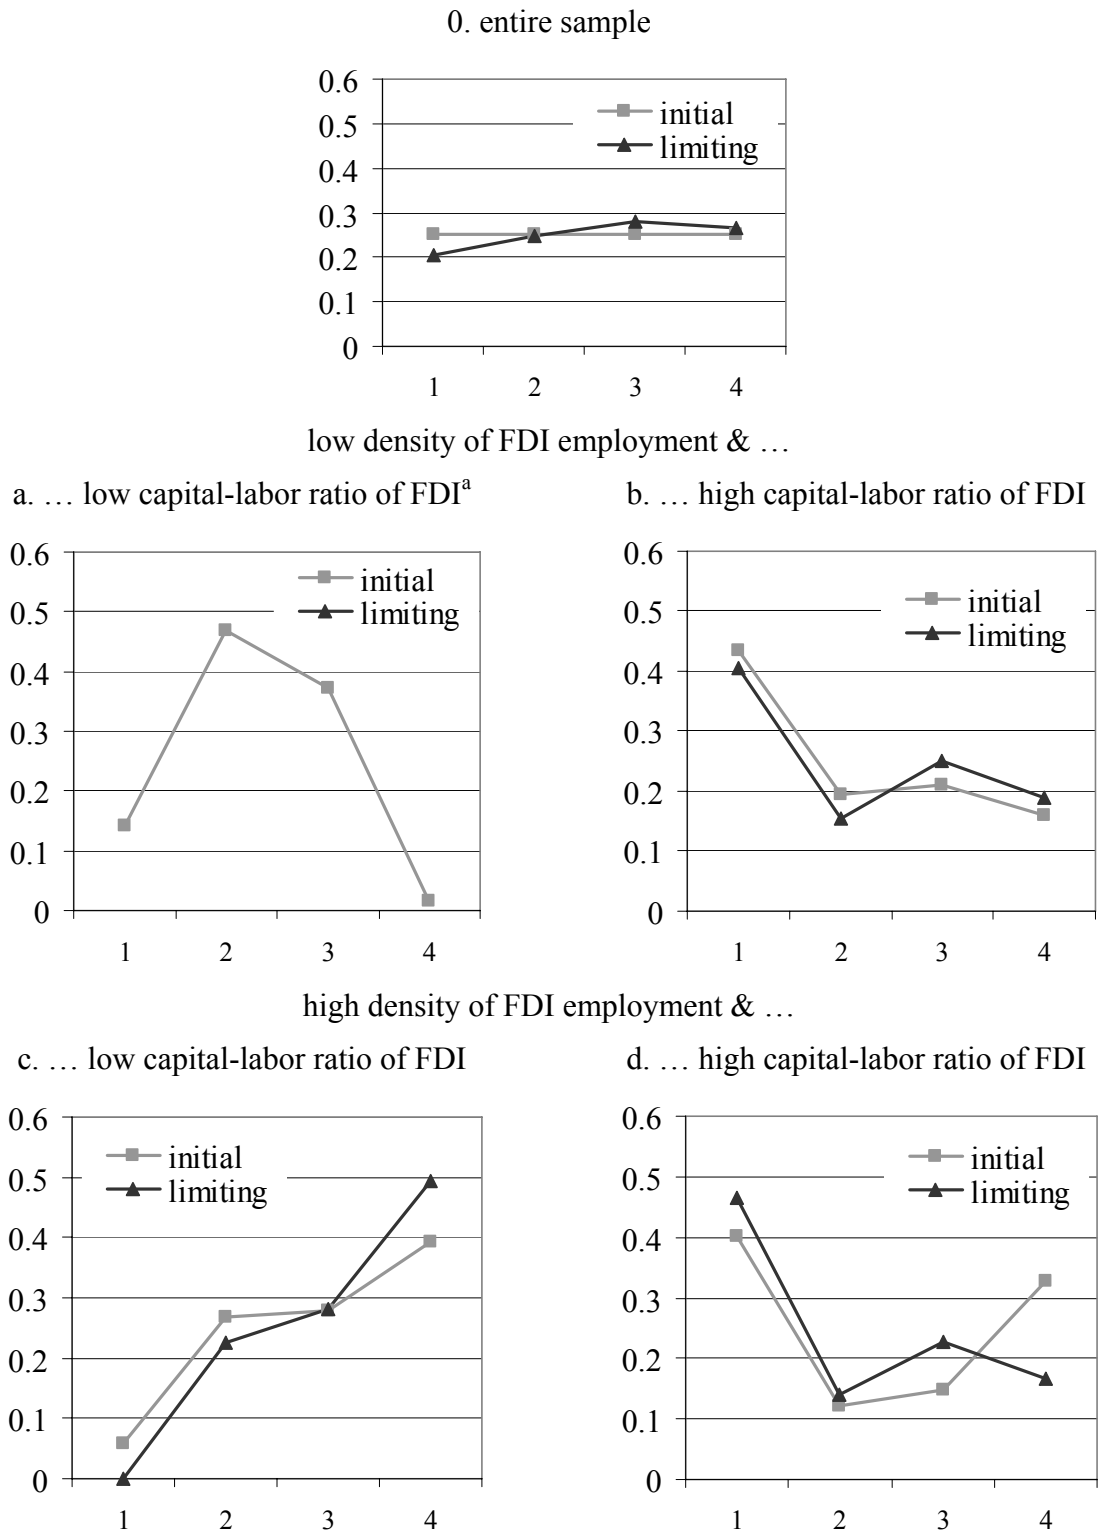 0. entire sample
0.6
0.5
0.4
0.3
0.2
0.1
0
initial
limiting
1 2 3 4
low density of FDI employment & …
a. … low capital-labor ratio of FDIᵃ
0.6
0.5
0.4
0.3
0.2
0.1
0
initial
limiting
1 2 3 4
b. … high capital-labor ratio of FDI
0.6
0.5
0.4
0.3
0.2
0.1
0
initial
limiting
1 2 3 4
high density of FDI employment & …
c. … low capital-labor ratio of FDI
0.6
0.5
0.4
0.3
0.2
0.1
0
initial
limiting
1 2 3 4
d. … high capital-labor ratio of FDI
0.6
0.5
0.4
0.3
0.2
0.1
0
initial
limiting
1 2 3 4